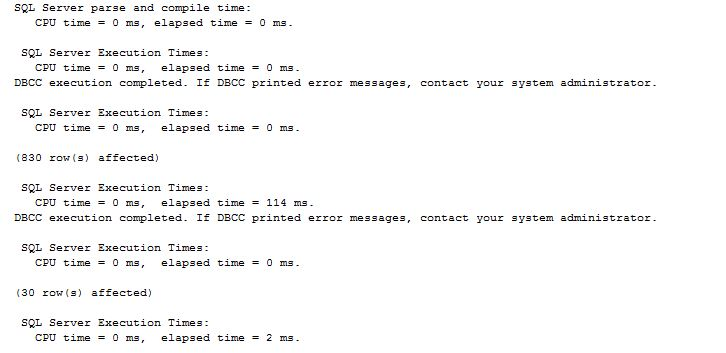 SQL Server parse and compile time:
CPU time = 0 ms, elapsed time = 0 ms.
SQL Server Execution Times:
CPU time = 0 ms, elapsed time = 0 ms.
DBCC execution completed. If DBCC printed error messages, contact your system administrator.
SQL Server Execution Times:
CPU time = 0 ms, elapsed time = 0 ms.
(830 row(s) affected)
SQL Server Execution Times:
CPU time = 0 ms, elapsed time = 114 ms.
DBCC execution completed. If DBCC printed error messages, contact your system administrator.
SQL Server Execution Times:
CPU time = 0 ms, elapsed time = 0 ms.
(30 row(s) affected)
SQL Server Execution Times:
CPU time = 0 ms, elapsed time = 2 ms.